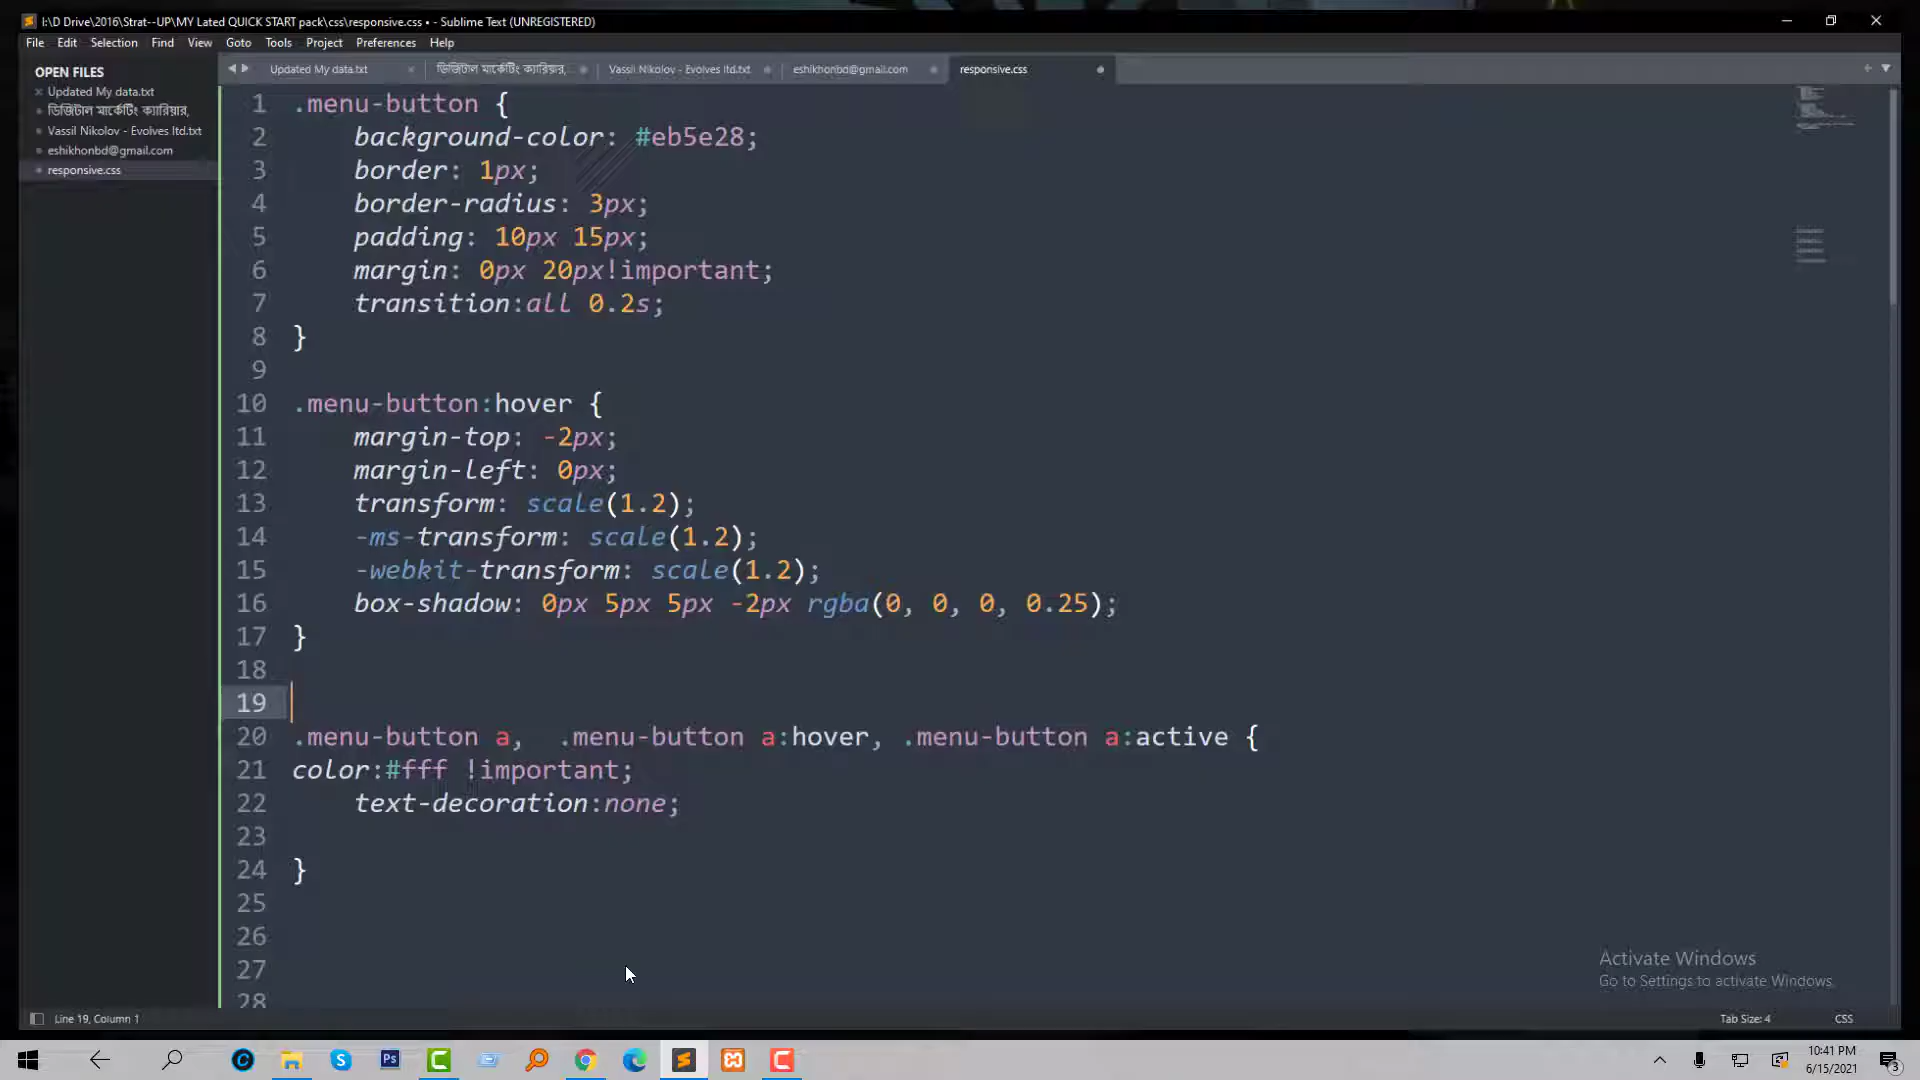 I:\D Drive\2016\Strat--UP\MY Lated QUICK START pack\css\responsive.css • - Sublime Text (UNREGISTERED)
File Edit Selection Find View Goto Tools Project Preferences Help
OPEN FILES
Updated My data.txt
ডিজিটাল মার্কেটিং ক্যারিয়ার,
Vassil Nikolov - Evolves ltd.txt
eshikhonbd@gmail.com
responsive.css
Updated My data.txt ডিজিটাল মার্কেটিং ক্যারিয়ার, Vassil Nikolov - Evolves ltd.txt eshikhonbd@gmail.com responsive.css
1 .menu-button {
2 background-color: #eb5e28;
3 border: 1px;
4 border-radius: 3px;
5 padding: 10px 15px;
6 margin: 0px 20px!important;
7 transition:all 0.2s;
8 }
9
10 .menu-button:hover {
11 margin-top: -2px;
12 margin-left: 0px;
13 transform: scale(1.2);
14 -ms-transform: scale(1.2);
15 -webkit-transform: scale(1.2);
16 box-shadow: 0px 5px 5px -2px rgba(0, 0, 0, 0.25);
17 }
18
19
20 .menu-button a,  .menu-button a:hover, .menu-button a:active {
21 color:#fff !important;
22 text-decoration:none;
23
24 }
25
26
27
28
Activate Windows
Go to Settings to activate Windows.
Line 19, Column 1 Tab Size: 4 CSS
10:41 PM
6/15/2021
3